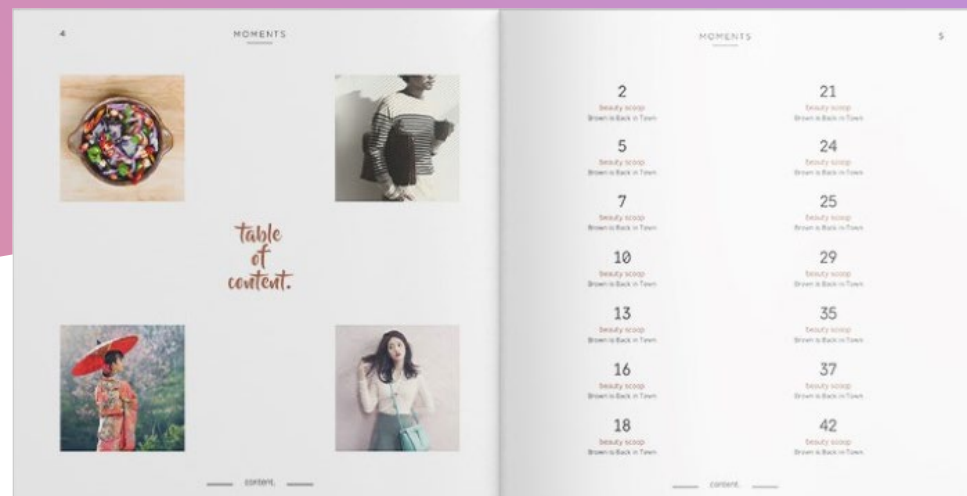 4
MOMENTS
table
of
content.
content.
MOMENTS
5
2
beauty scoop
Brown is Back in Town
5
beauty scoop
Brown is Back in Town
7
beauty scoop
Brown is Back in Town
10
beauty scoop
Brown is Back in Town
13
beauty scoop
Brown is Back in Town
16
beauty scoop
Brown is Back in Town
18
beauty scoop
Brown is Back in Town
21
beauty scoop
Brown is Back in Town
24
beauty scoop
Brown is Back in Town
25
beauty scoop
Brown is Back in Town
29
beauty scoop
Brown is Back in Town
35
beauty scoop
Brown is Back in Town
37
beauty scoop
Brown is Back in Town
42
beauty scoop
Brown is Back in Town
content.